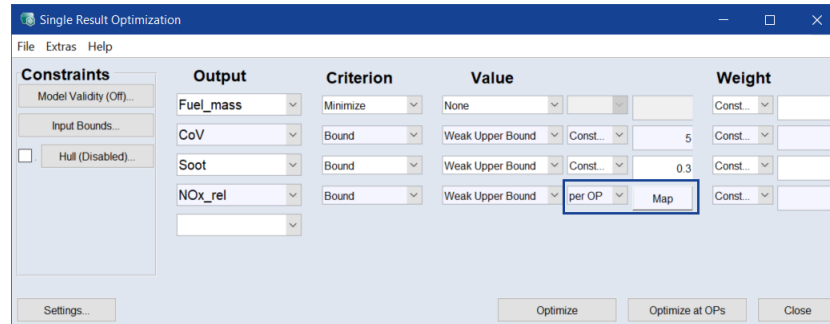 Single Result Optimization
File Extras Help
Constraints Output Criterion Value Weight
Model Validity (Off)...
Fuel_mass Minimize None Const...
Input Bounds...
CoV Bound Weak Upper Bound Const... 5 Const...
Hull (Disabled)...
Soot Bound Weak Upper Bound Const... 0.3 Const...
NOx_rel Bound Weak Upper Bound per OP Map Const...
Settings... Optimize Optimize at OPs Close